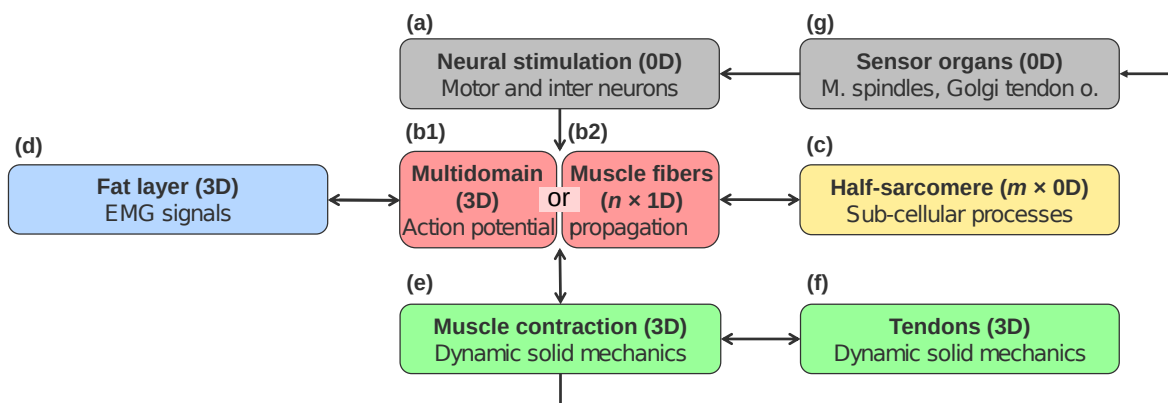 (a)
Neural stimulation (0D)
Motor and inter neurons
(g)
Sensor organs (0D)
M. spindles, Golgi tendon o.
(d)
Fat layer (3D)
EMG signals
(b1)
Multidomain
(3D)
Action potential
or
(b2)
Muscle fibers
(n × 1D)
propagation
(c)
Half-sarcomere (m × 0D)
Sub-cellular processes
(e)
Muscle contraction (3D)
Dynamic solid mechanics
(f)
Tendons (3D)
Dynamic solid mechanics